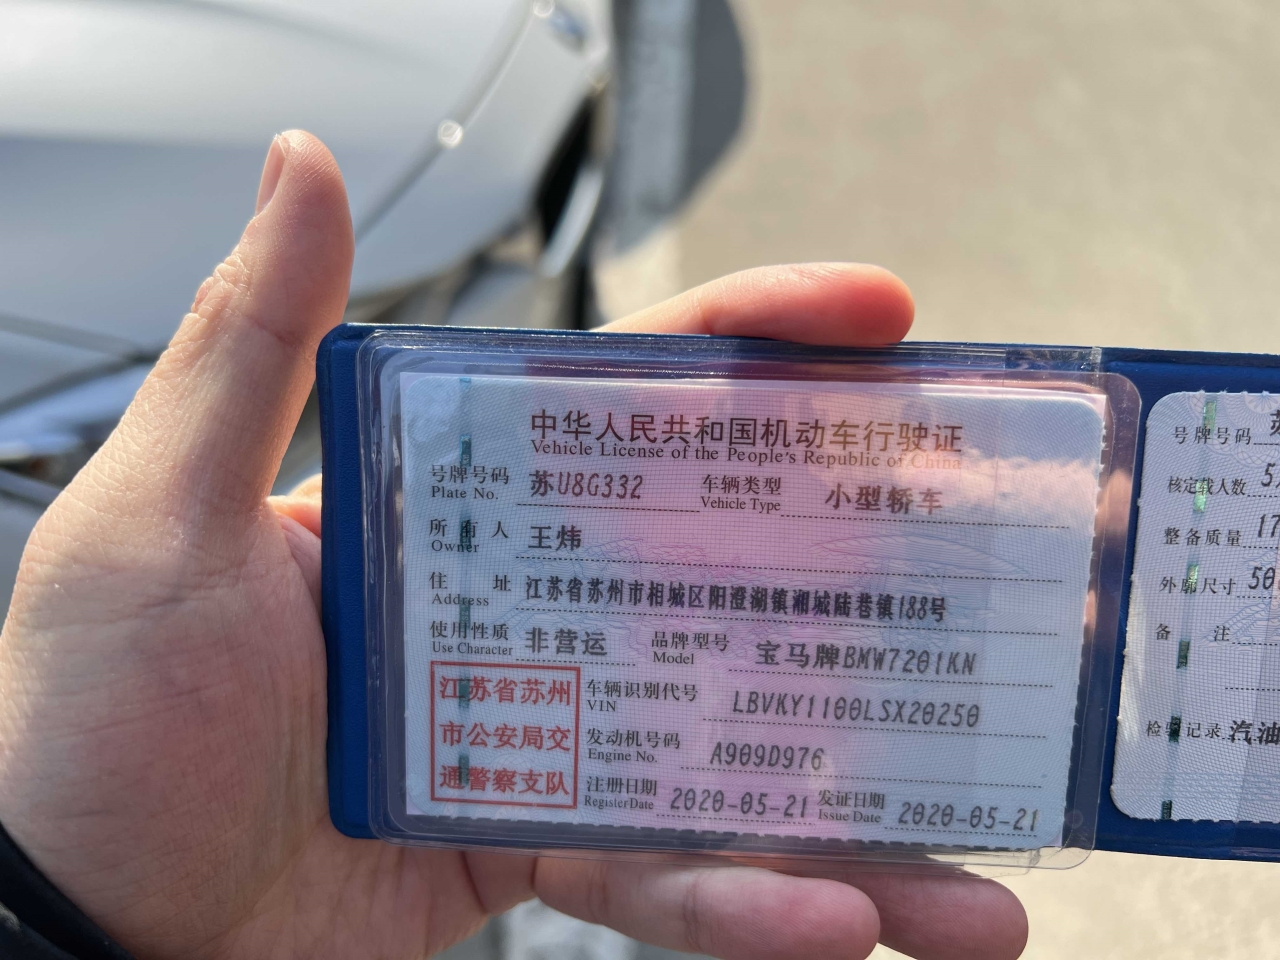 中华人民共和国机动车行驶证
Vehicle License of the People's Republic of China
号牌号码 苏U8G332 车辆类型 小型轿车
Plate No. Vehicle Type
所有人 王炜
Owner
住址 江苏省苏州市相城区阳澄湖镇湘城陆巷镇188号
Address
使用性质 非营运 品牌型号 宝马牌BMW7201KN
Use Character Model
江苏省苏州
市公安局交
通警察支队
车辆识别代号 LBVKY1100LSX20250
VIN
发动机号码 A909D976
Engine No.
注册日期 2020-05-21 发证日期 2020-05-21
Register Date Issue Date
号牌号码 苏
核定载人数 5
整备质量 17
外廓尺寸 50
备注
检验记录 汽油